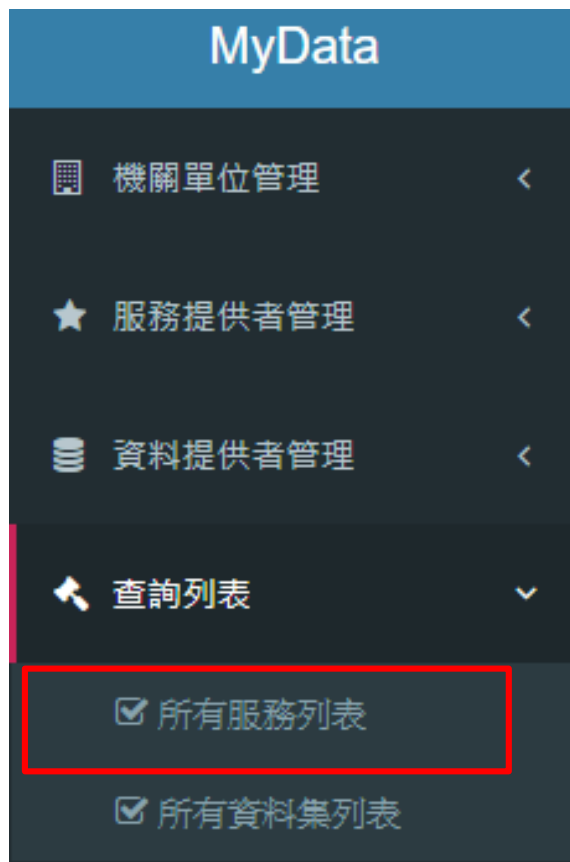 MyData
機關單位管理
服務提供者管理
資料提供者管理
查詢列表
所有服務列表
所有資料集列表